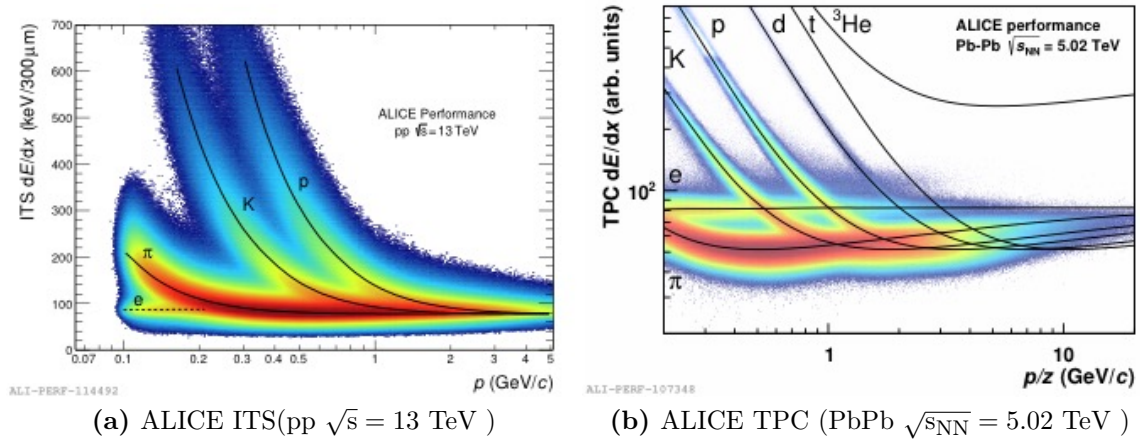 700
600
500
400
300
200
100
0
ITS dE/dx (keV/300μm)
ALICE Performance
pp √s = 13 TeV
π
e
K
p
0.07 0.1 0.2 0.3 0.4 0.5 1 2 3 4 5
p (GeV/c)
ALI-PERF-114492
(a) ALICE ITS(pp √s = 13 TeV )
TPC dE/dx (arb. units)
10²
K
e
π
p d t ³He
ALICE performance
Pb-Pb √sNN = 5.02 TeV
1 10
p/z (GeV/c)
ALI-PERF-107348
(b) ALICE TPC (PbPb √sNN = 5.02 TeV )